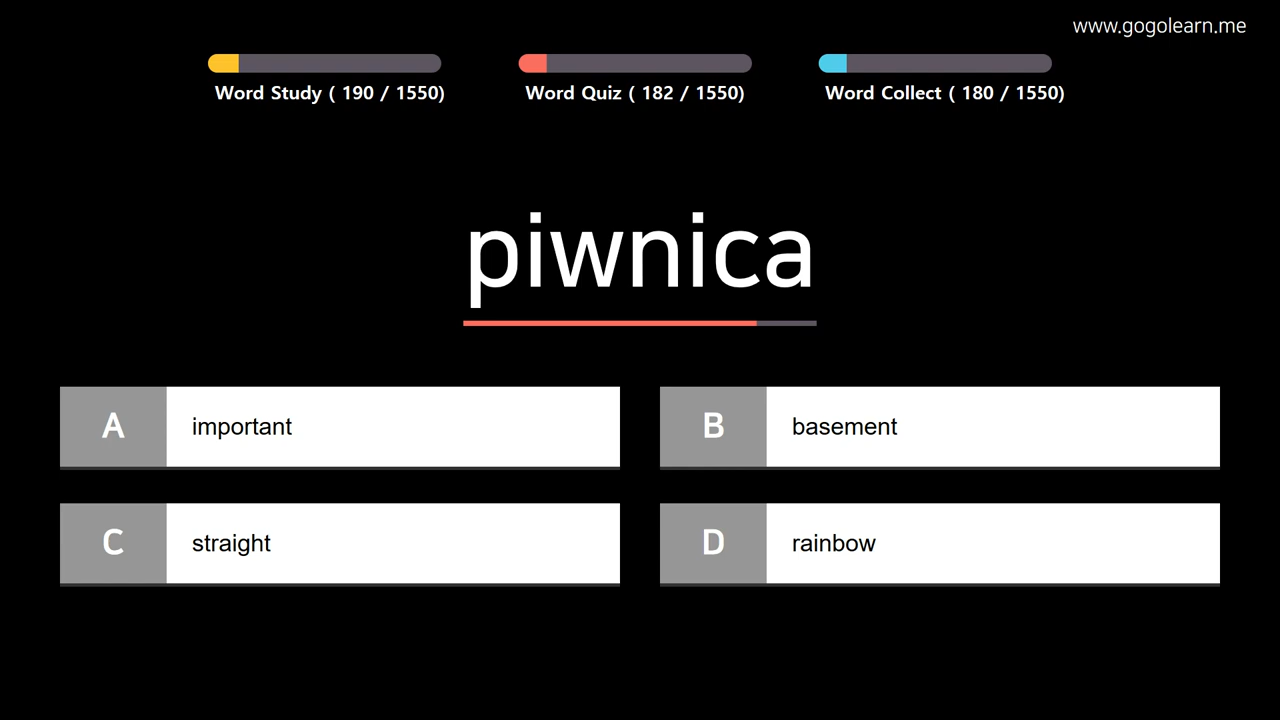 www.gogolearn.me
Word Study ( 190 / 1550)
Word Quiz ( 182 / 1550)
Word Collect ( 180 / 1550)
piwnica
A important
B basement
C straight
D rainbow